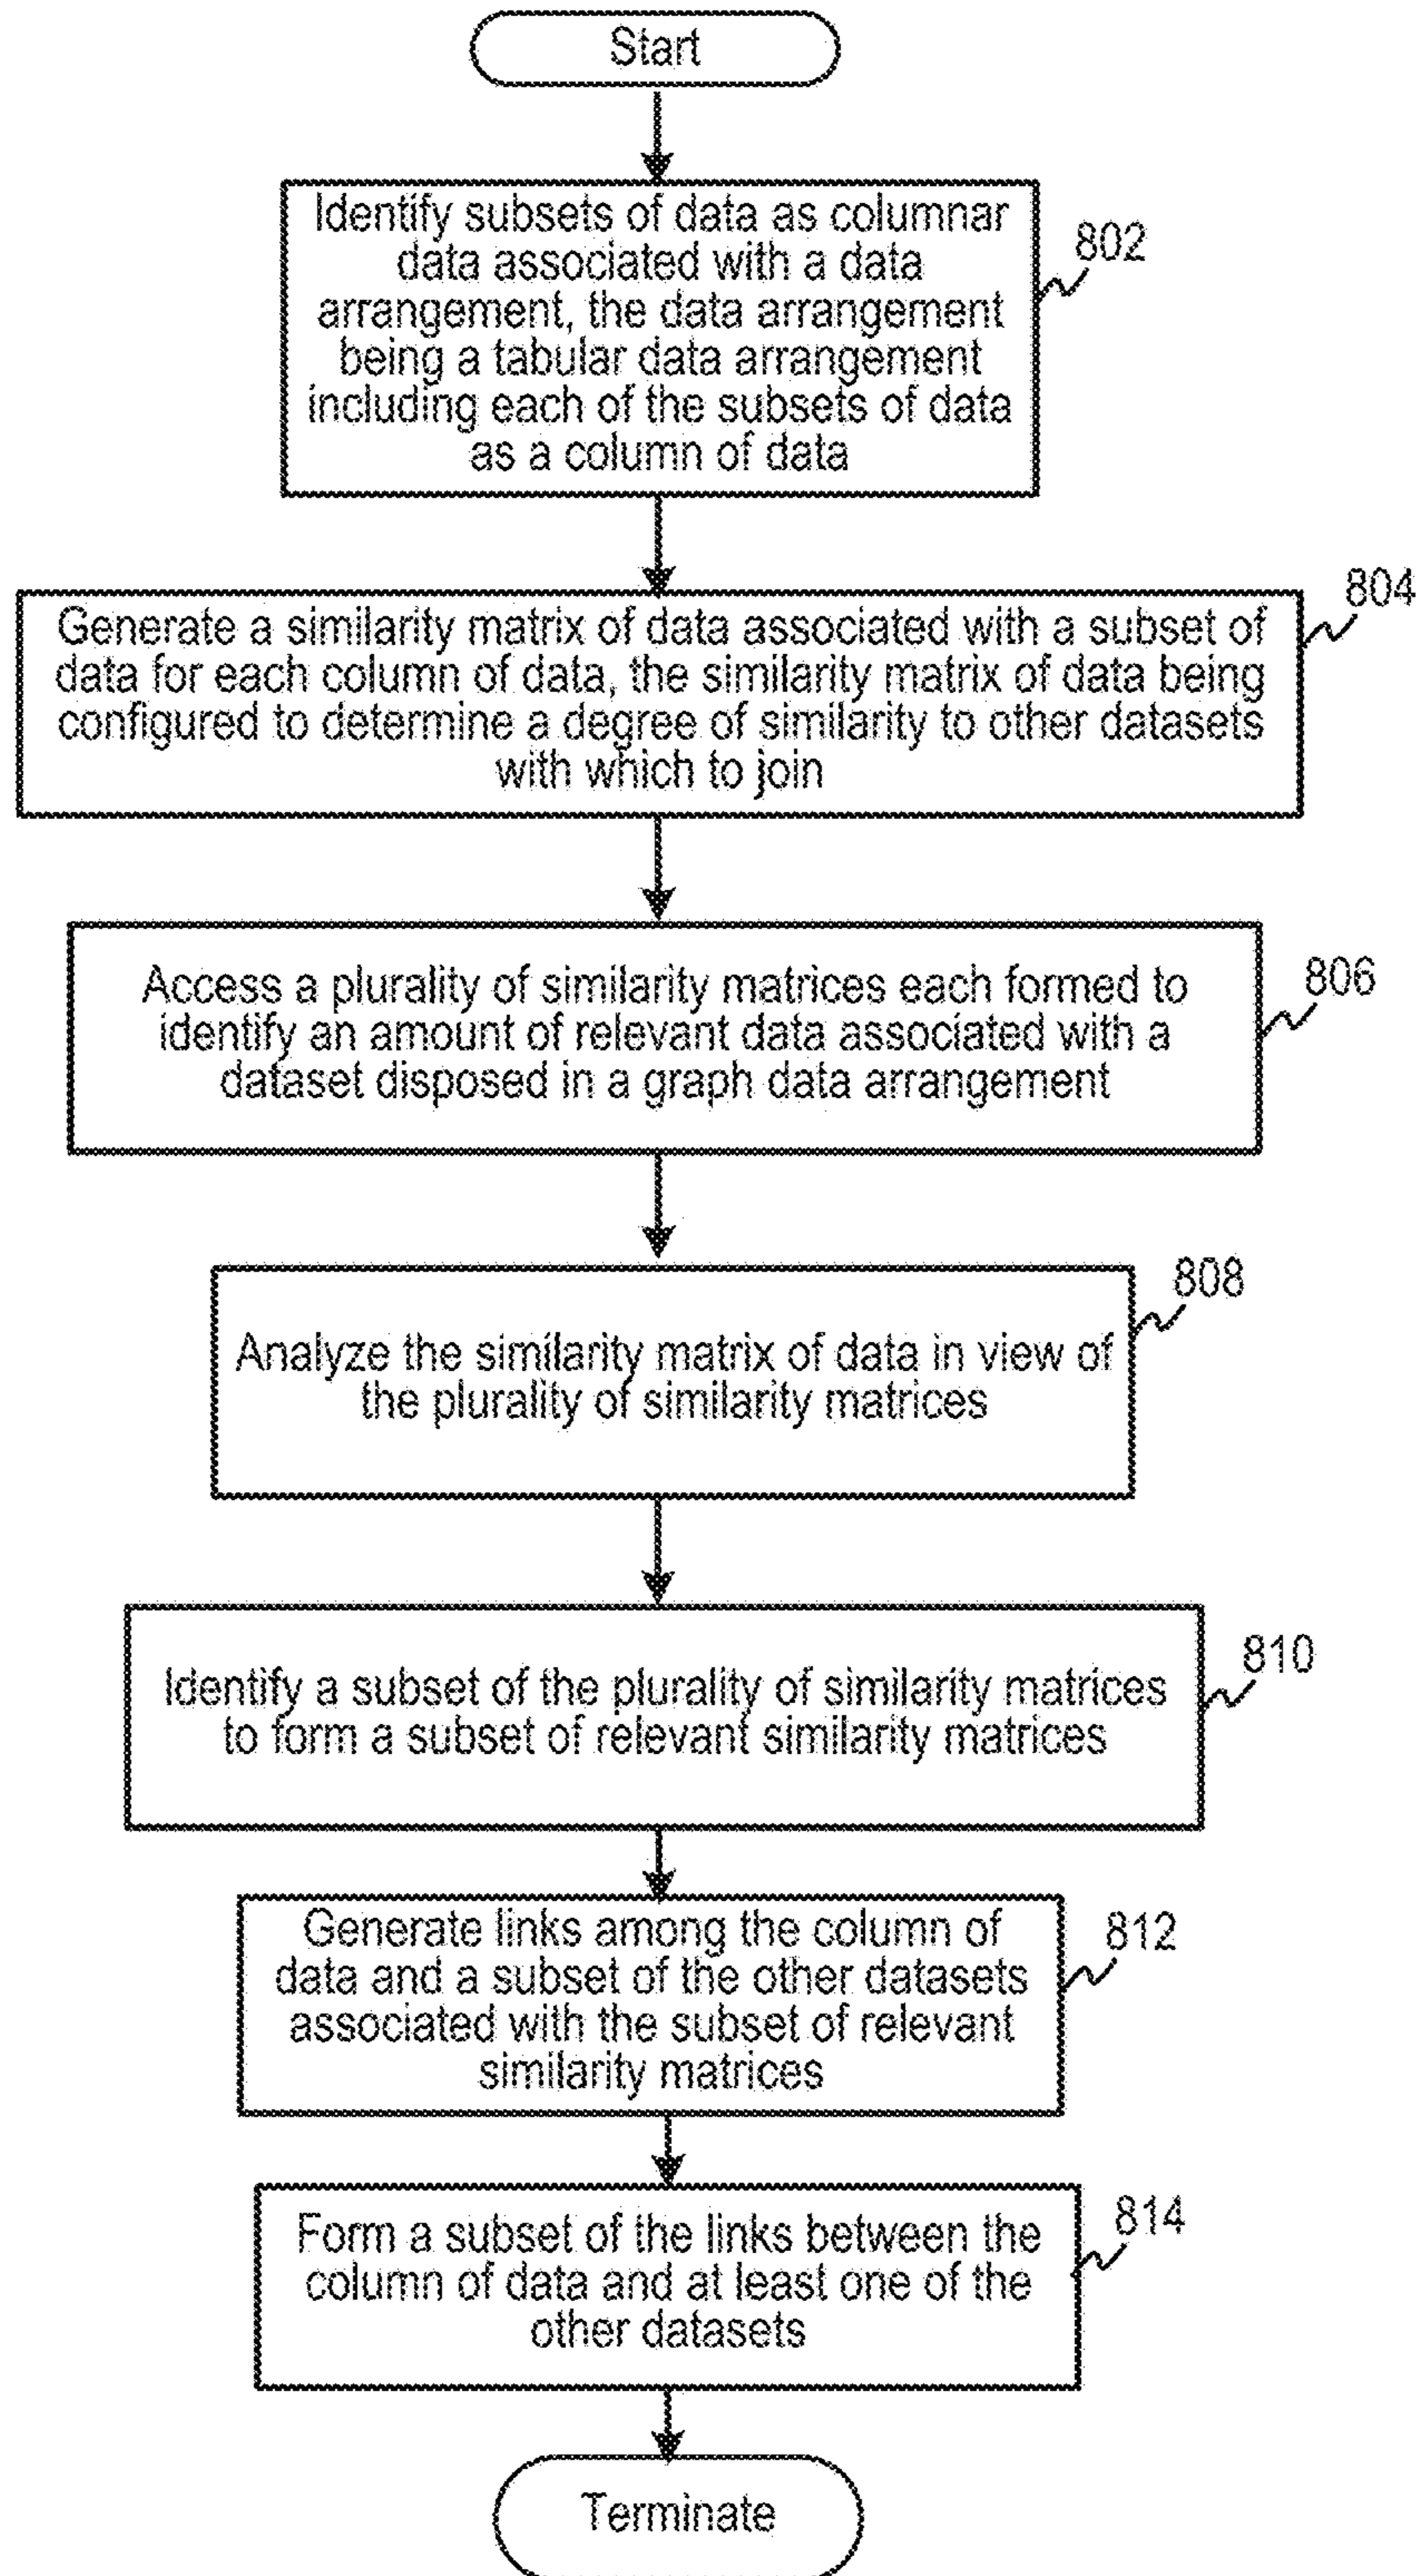 Start
Identify subsets of data as columnar
data associated with a data
arrangement, the data arrangement
being a tabular data arrangement
including each of the subsets of data
as a column of data
802
Generate a similarity matrix of data associated with a subset of
data for each column of data, the similarity matrix of data being
configured to determine a degree of similarity to other datasets
with which to join
804
Access a plurality of similarity matrices each formed to
identify an amount of relevant data associated with a
dataset disposed in a graph data arrangement
806
Analyze the similarity matrix of data in view of
the plurality of similarity matrices
808
Identify a subset of the plurality of similarity matrices
to form a subset of relevant similarity matrices
810
Generate links among the column of
data and a subset of the other datasets
associated with the subset of relevant
similarity matrices
812
Form a subset of the links between the
column of data and at least one of the
other datasets
814
Terminate